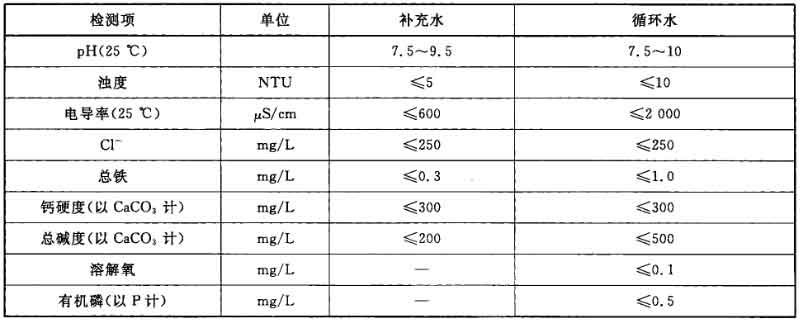 检测项 单位 补充水 循环水
pH(25 ℃) 7.5~9.5 7.5~10
浊度 NTU ≤5 ≤10
电导率(25 ℃) μS/cm ≤600 ≤2 000
Cl⁻ mg/L ≤250 ≤250
总铁 mg/L ≤0.3 ≤1.0
钙硬度(以 CaCO₃ 计) mg/L ≤300 ≤300
总碱度(以 CaCO₃ 计) mg/L ≤200 ≤500
溶解氧 mg/L — ≤0.1
有机磷(以 P 计) mg/L — ≤0.5